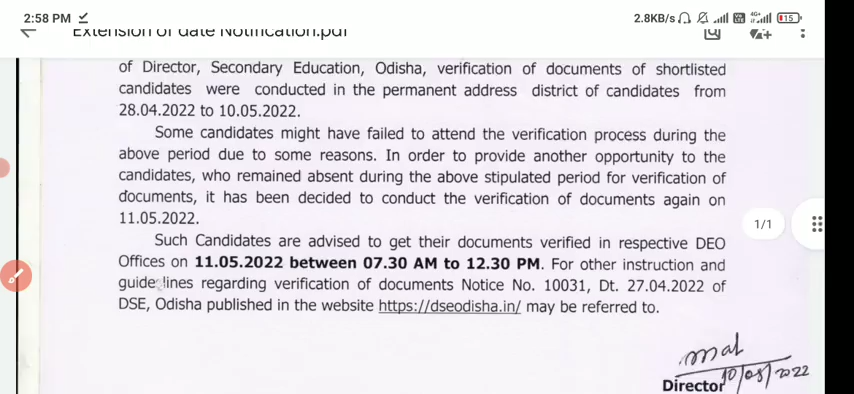 2:58 PM
2.8KB/s 4G+ 15
Extension of date Notification.pdf
of Director, Secondary Education, Odisha, verification of documents of shortlisted
candidates were conducted in the permanent address district of candidates from
28.04.2022 to 10.05.2022.
Some candidates might have failed to attend the verification process during the
above period due to some reasons. In order to provide another opportunity to the
candidates, who remained absent during the above stipulated period for verification of
documents, it has been decided to conduct the verification of documents again on
11.05.2022.
1/1
Such Candidates are advised to get their documents verified in respective DEO
Offices on 11.05.2022 between 07.30 AM to 12.30 PM. For other instruction and
guide lines regarding verification of documents Notice No. 10031, Dt. 27.04.2022 of
DSE, Odisha published in the website https://dseodisha.in/ may be referred to.
10/05/2022
Director